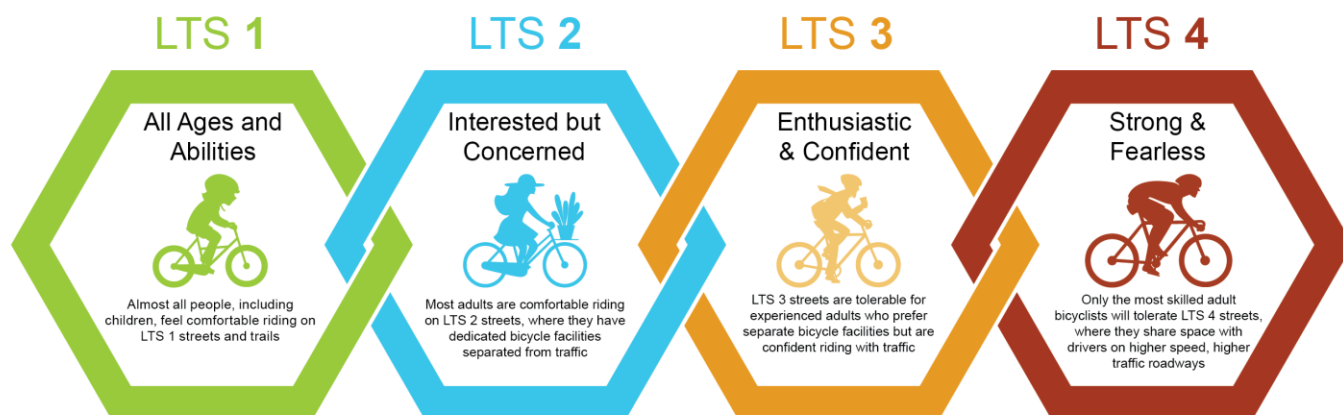 LTS 1
All Ages and
Abilities
Almost all people, including
children, feel comfortable riding on
LTS 1 streets and trails
LTS 2
Interested but
Concerned
Most adults are comfortable riding
on LTS 2 streets, where they have
dedicated bicycle facilities
separated from traffic
LTS 3
Enthusiastic
& Confident
LTS 3 streets are tolerable for
experienced adults who prefer
separate bicycle facilities but are
confident riding with traffic
LTS 4
Strong &
Fearless
Only the most skilled adult
bicyclists will tolerate LTS 4 streets,
where they share space with
drivers on higher speed, higher
traffic roadways